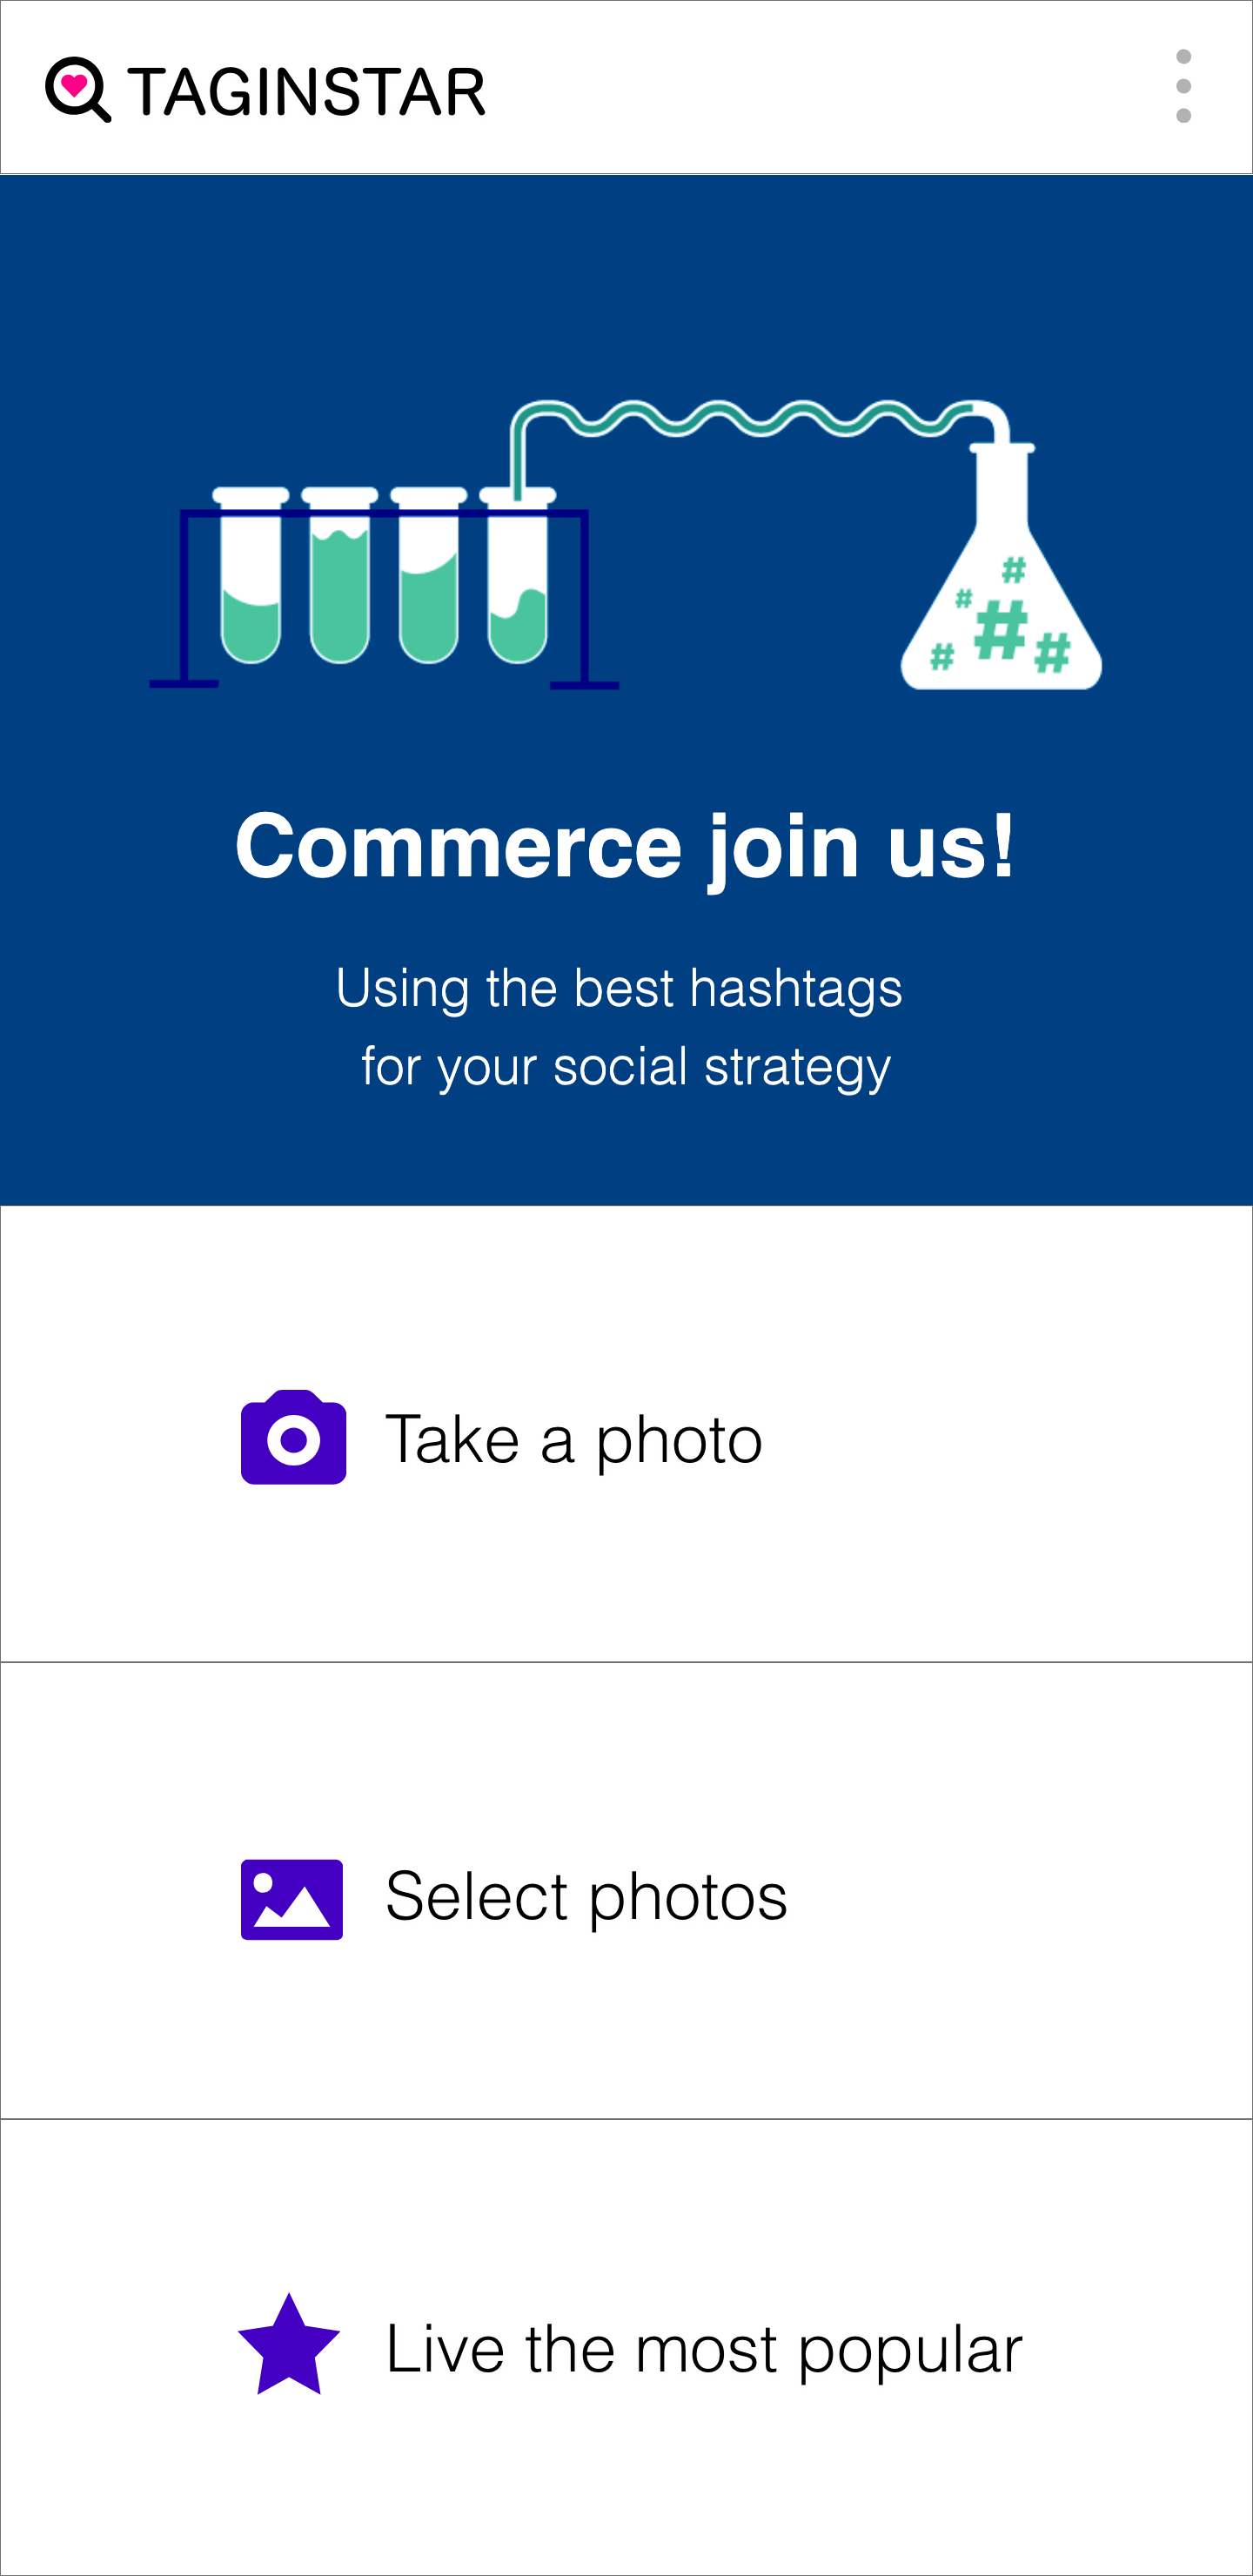 TAGINSTAR
# # # # #
Commerce join us!
Using the best hashtags
for your social strategy
Take a photo
Select photos
Live the most popular